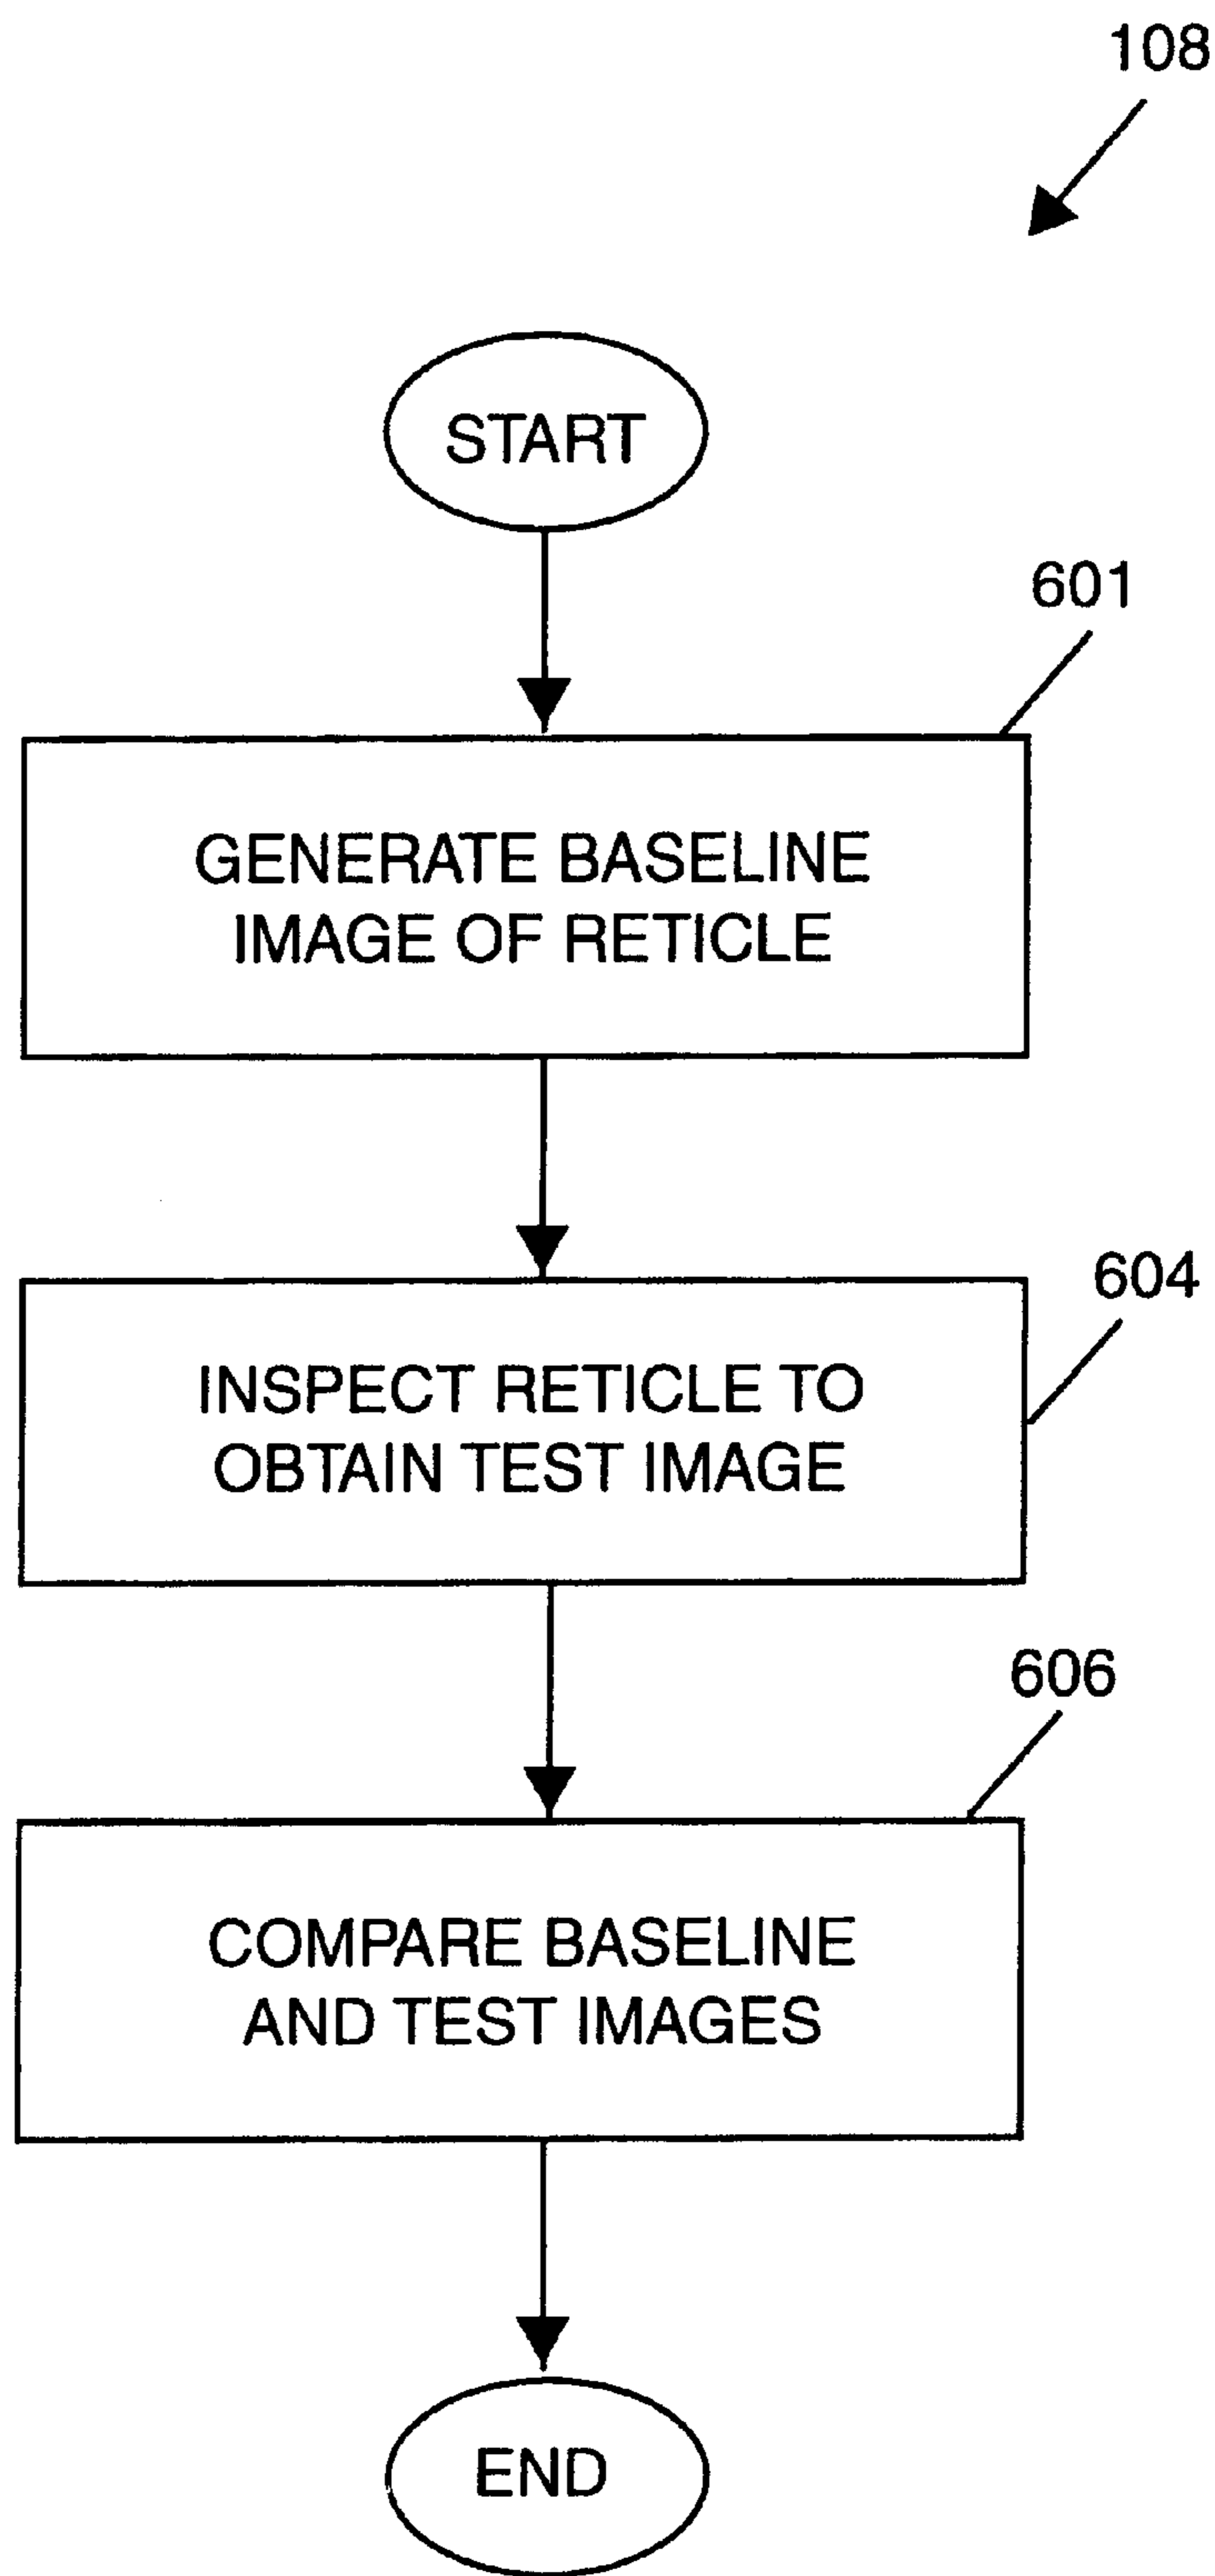 108
START
601
GENERATE BASELINE
IMAGE OF RETICLE
604
INSPECT RETICLE TO
OBTAIN TEST IMAGE
606
COMPARE BASELINE
AND TEST IMAGES
END